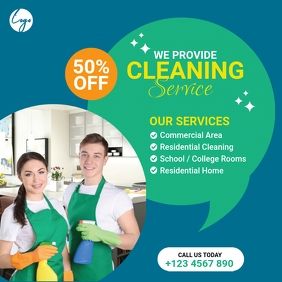 Logo
50%
OFF
WE PROVIDE
CLEANING
Service
OUR SERVICES
Commercial Area
Residential Cleaning
School / College Rooms
Residential Home
CALL US TODAY
+123 4567 890